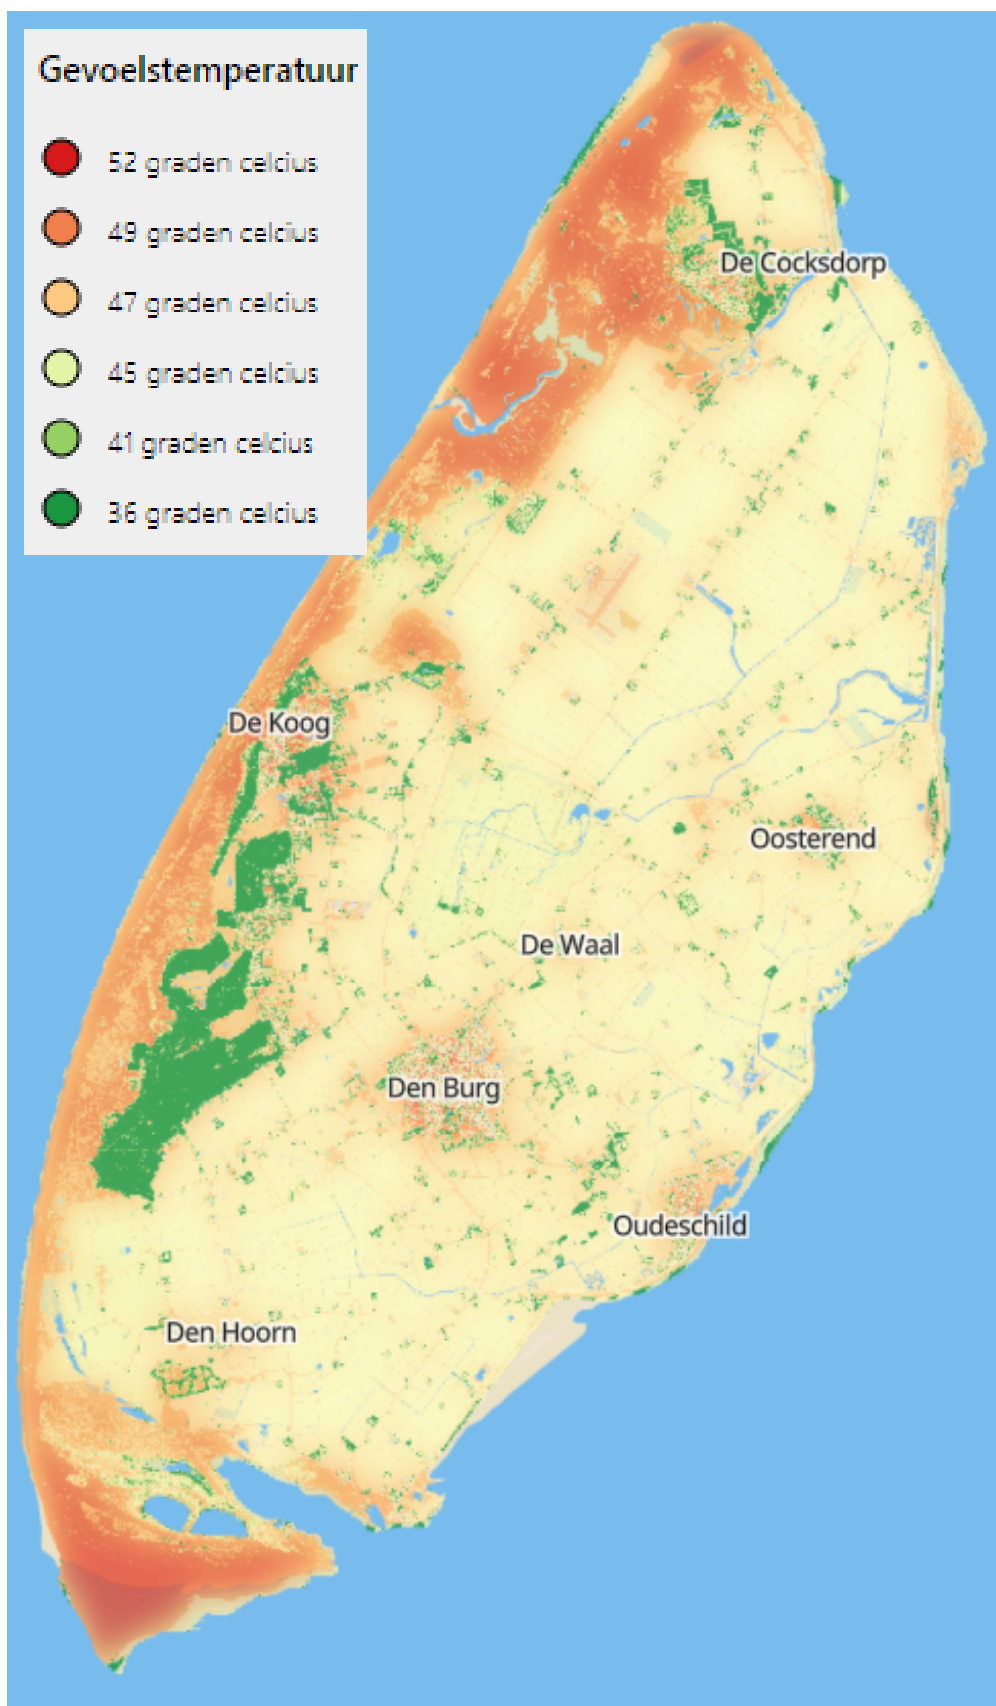 Gevoelstemperatuur
52 graden celcius
49 graden celcius
47 graden celcius
45 graden celcius
41 graden celcius
36 graden celcius
De Cocksdorp
De Koog
Oosterend
De Waal
Den Burg
Oudeschild
Den Hoorn